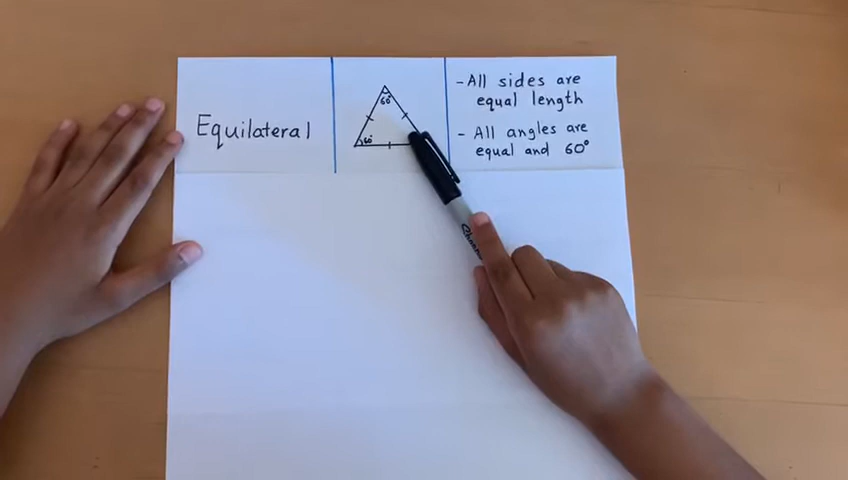 Equilateral
60°
60°
- All sides are
equal length
- All angles are
equal and 60°